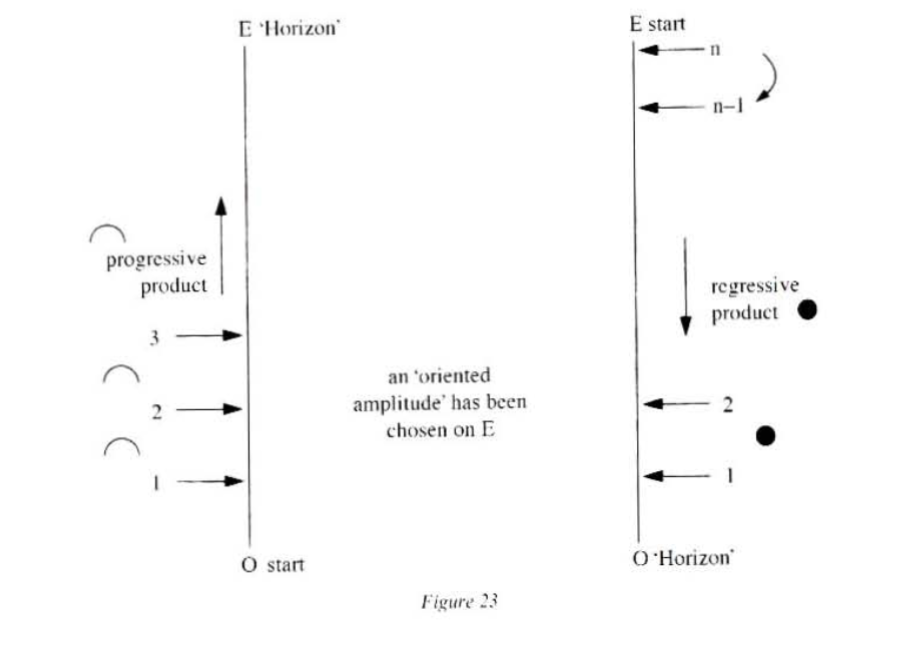 E 'Horizon'
E start
n
n–1
progressive
product
regressive
product
3
an 'oriented
amplitude' has been
chosen on E
2
2
1
1
O start
O 'Horizon'
Figure 23